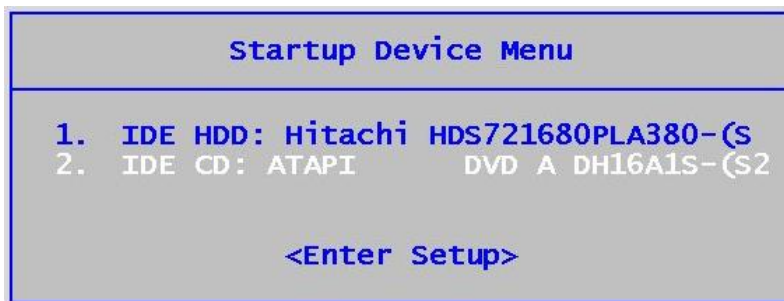 Startup Device Menu
1. IDE HDD: Hitachi HDS721680PLA380-(S
2. IDE CD: ATAPI DVD A DH16A1S-(S2
<Enter Setup>